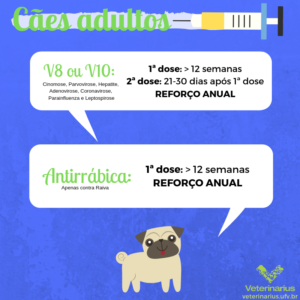 Cães adultos
V8 ou V10:
Cinomose, Parvovirose, Hepatite,
Adenovirose, Coronavirose,
Parainfluenza e Leptospirose
1ª dose: > 12 semanas
2ª dose: 21-30 dias após 1ª dose
REFORÇO ANUAL
Antirrábica:
Apenas contra Raiva
1ª dose: > 12 semanas
REFORÇO ANUAL
Veterinarius
veterinarius.ufv.br